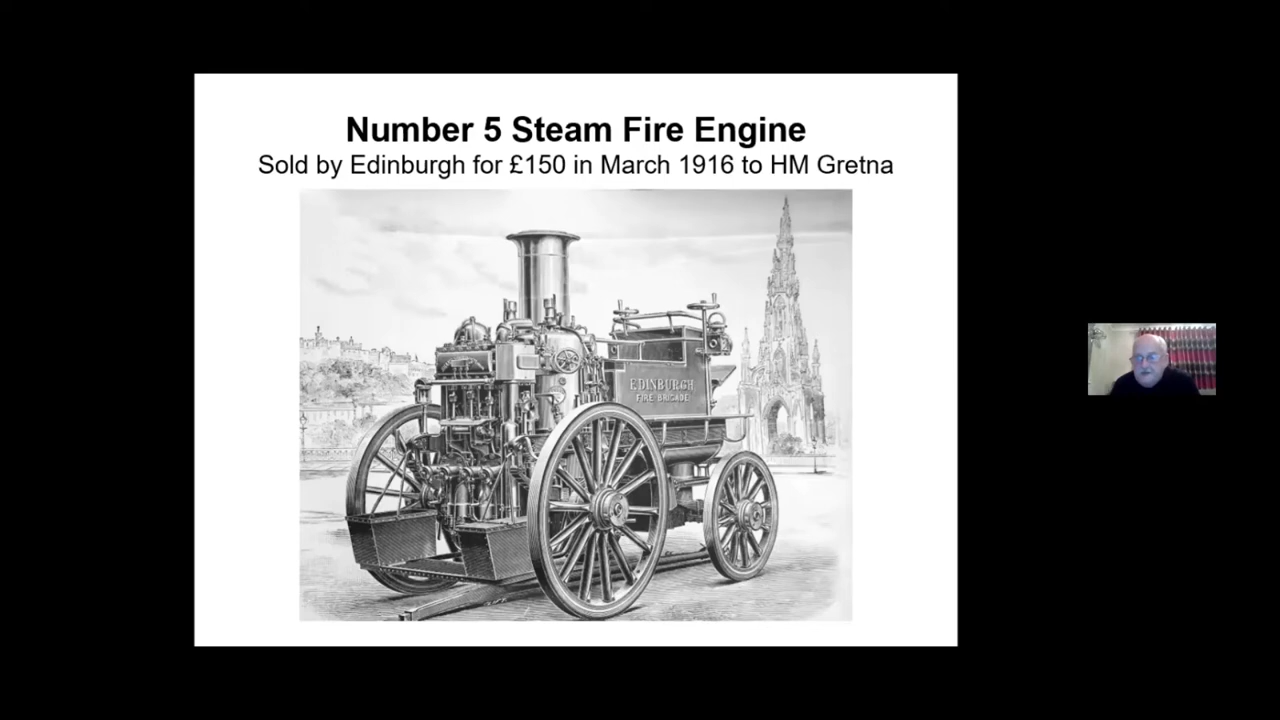 Number 5 Steam Fire Engine
Sold by Edinburgh for £150 in March 1916 to HM Gretna
EDINBURGH
FIRE BRIGADE